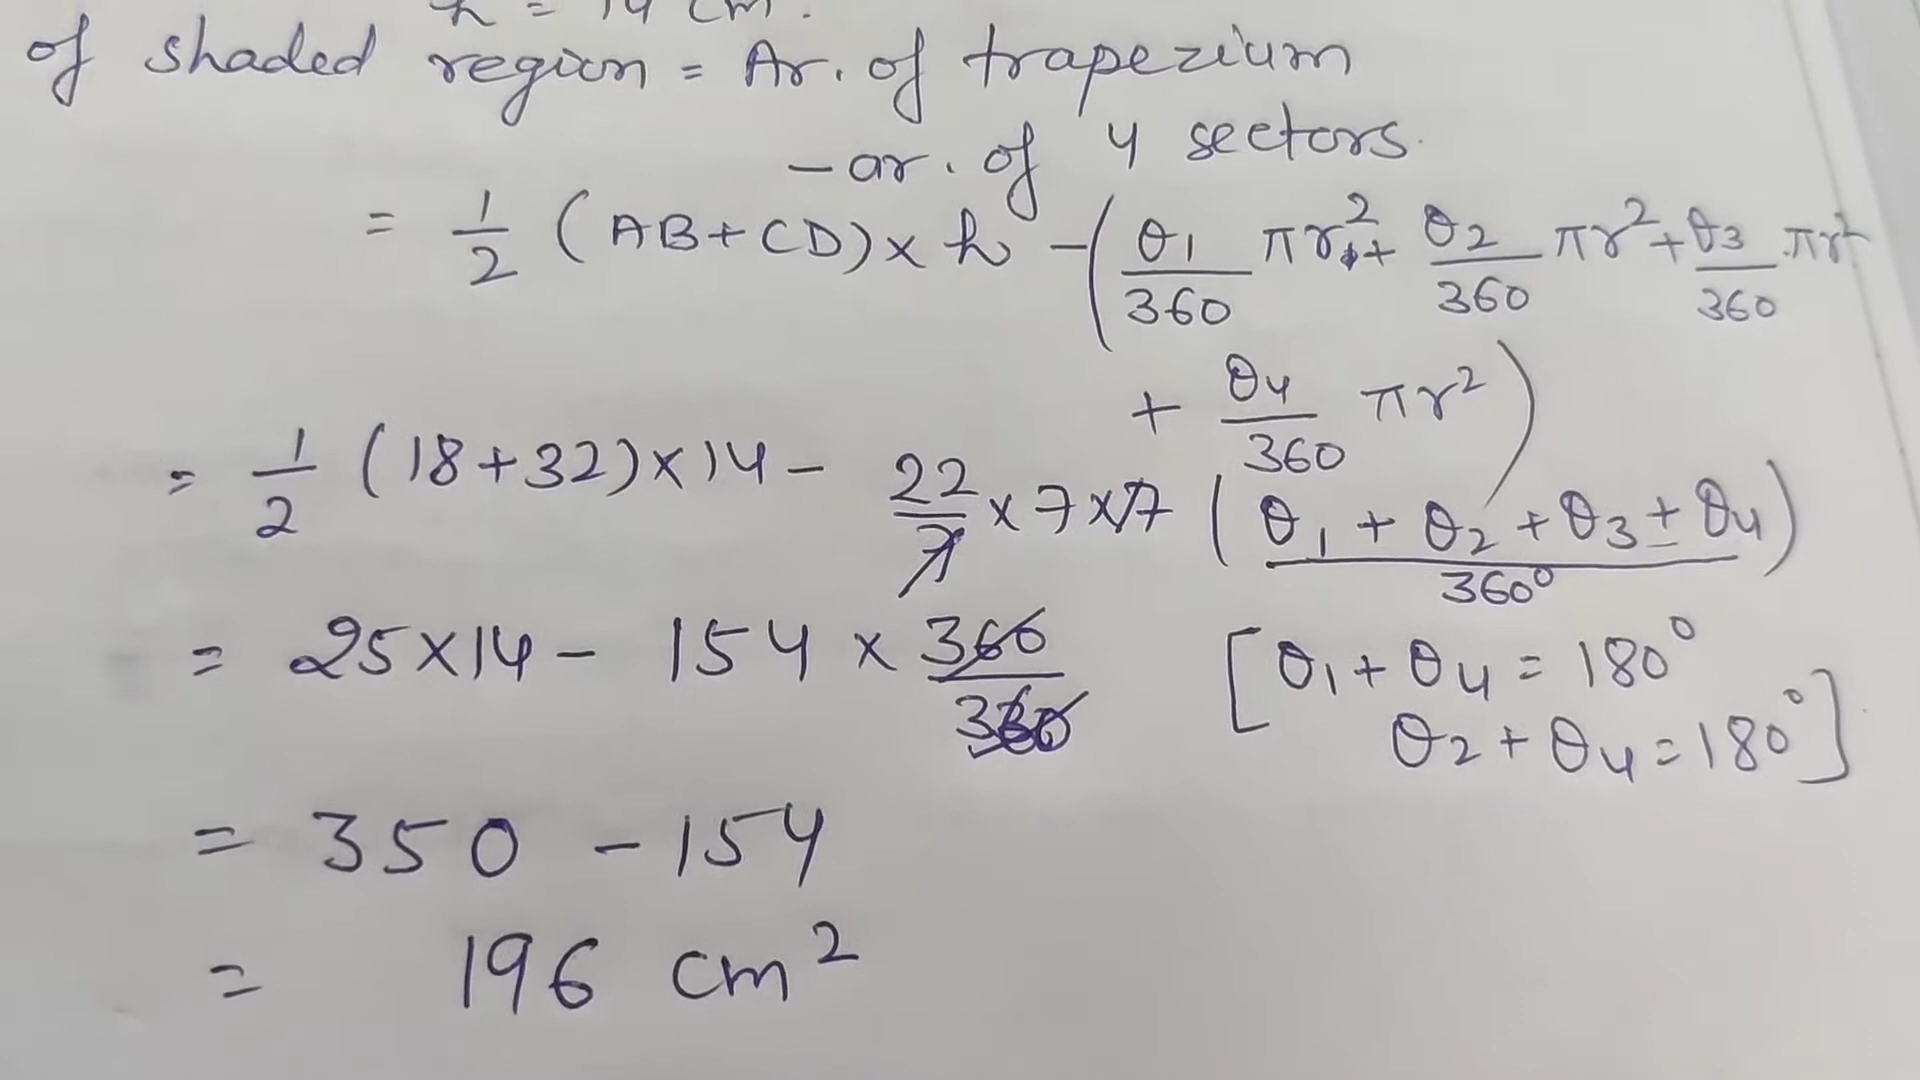 h = 14 cm.
of shaded region = Ar. of trapezium
- ar. of 4 sectors.
= 1/2 (AB+CD) × h - (θ1/360 πr² + θ2/360 πr² + θ3/360 πr²
+ θ4/360 πr²)
= 1/2 (18+32) × 14 - 22/7 × 7 × 7 (θ1 + θ2 + θ3 + θ4)/360°
= 25×14 - 154 × 360/360 [θ1 + θ4 = 180°
θ2 + θ4 = 180°]
= 350 - 154
= 196 cm²